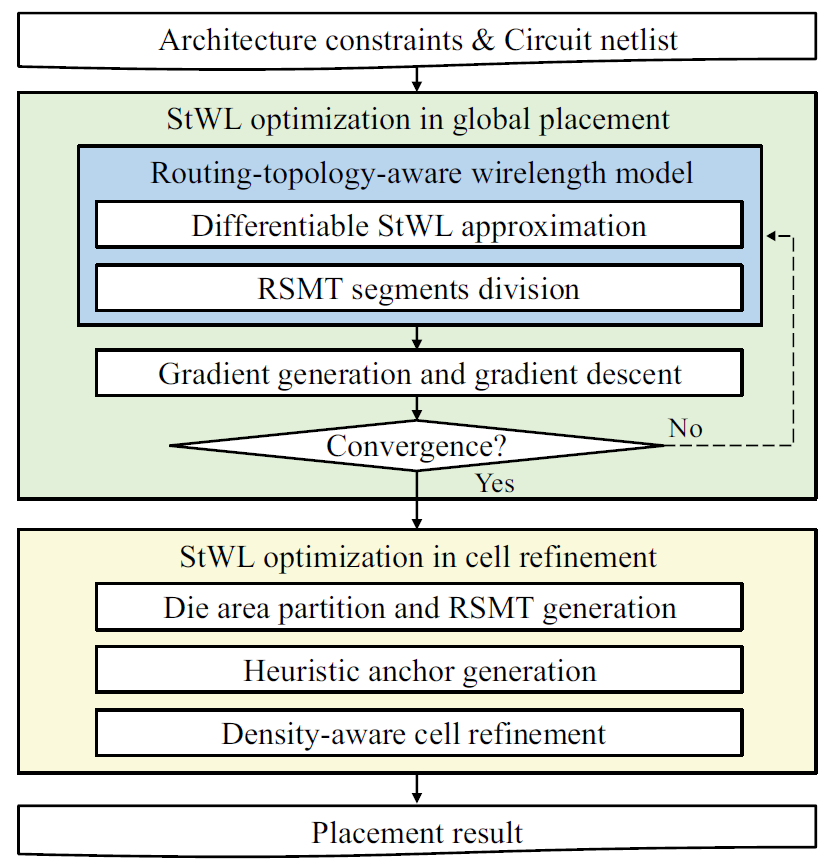 Architecture constraints & Circuit netlist
StWL optimization in global placement
Routing-topology-aware wirelength model
Differentiable StWL approximation
RSMT segments division
Gradient generation and gradient descent
Convergence?
No
Yes
StWL optimization in cell refinement
Die area partition and RSMT generation
Heuristic anchor generation
Density-aware cell refinement
Placement result